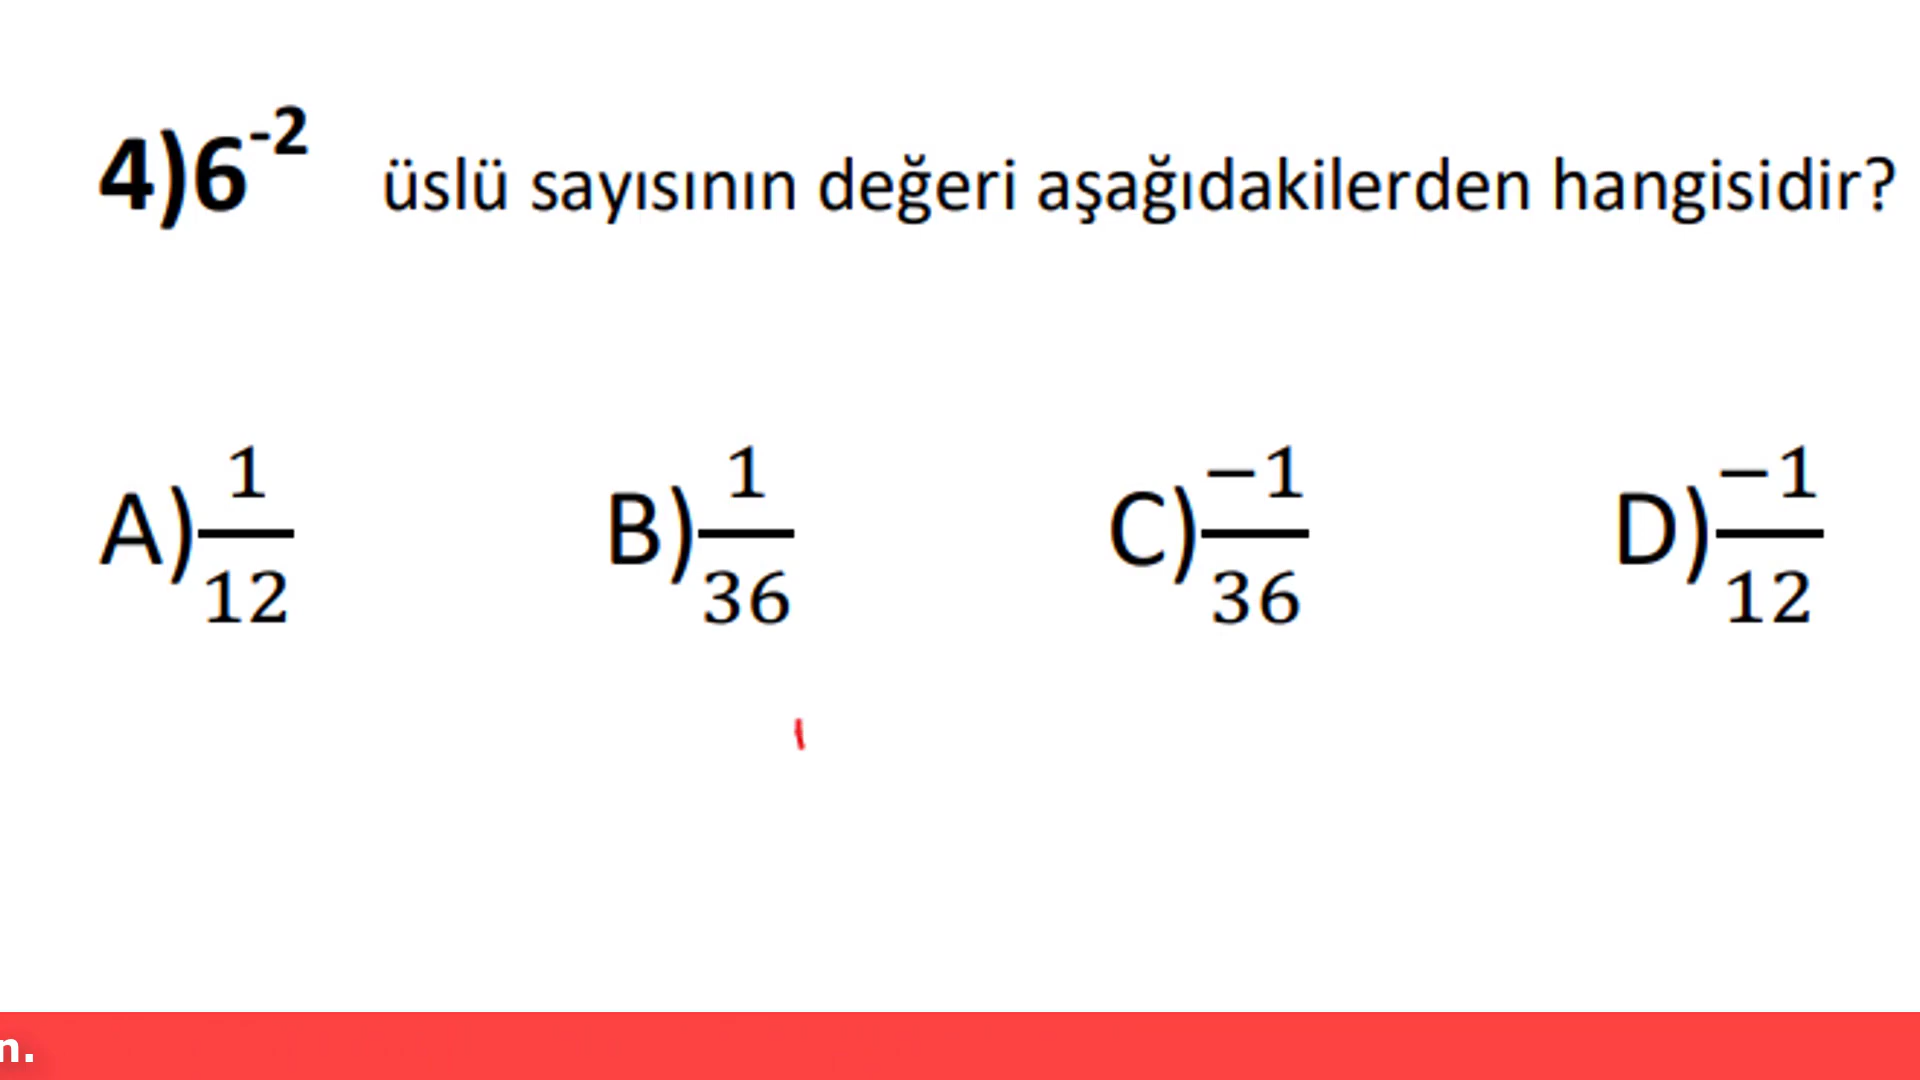 4)6⁻² üslü sayısının değeri aşağıdakilerden hangisidir?
A) 1/12 B) 1/36 C) −1/36 D) −1/12
n.